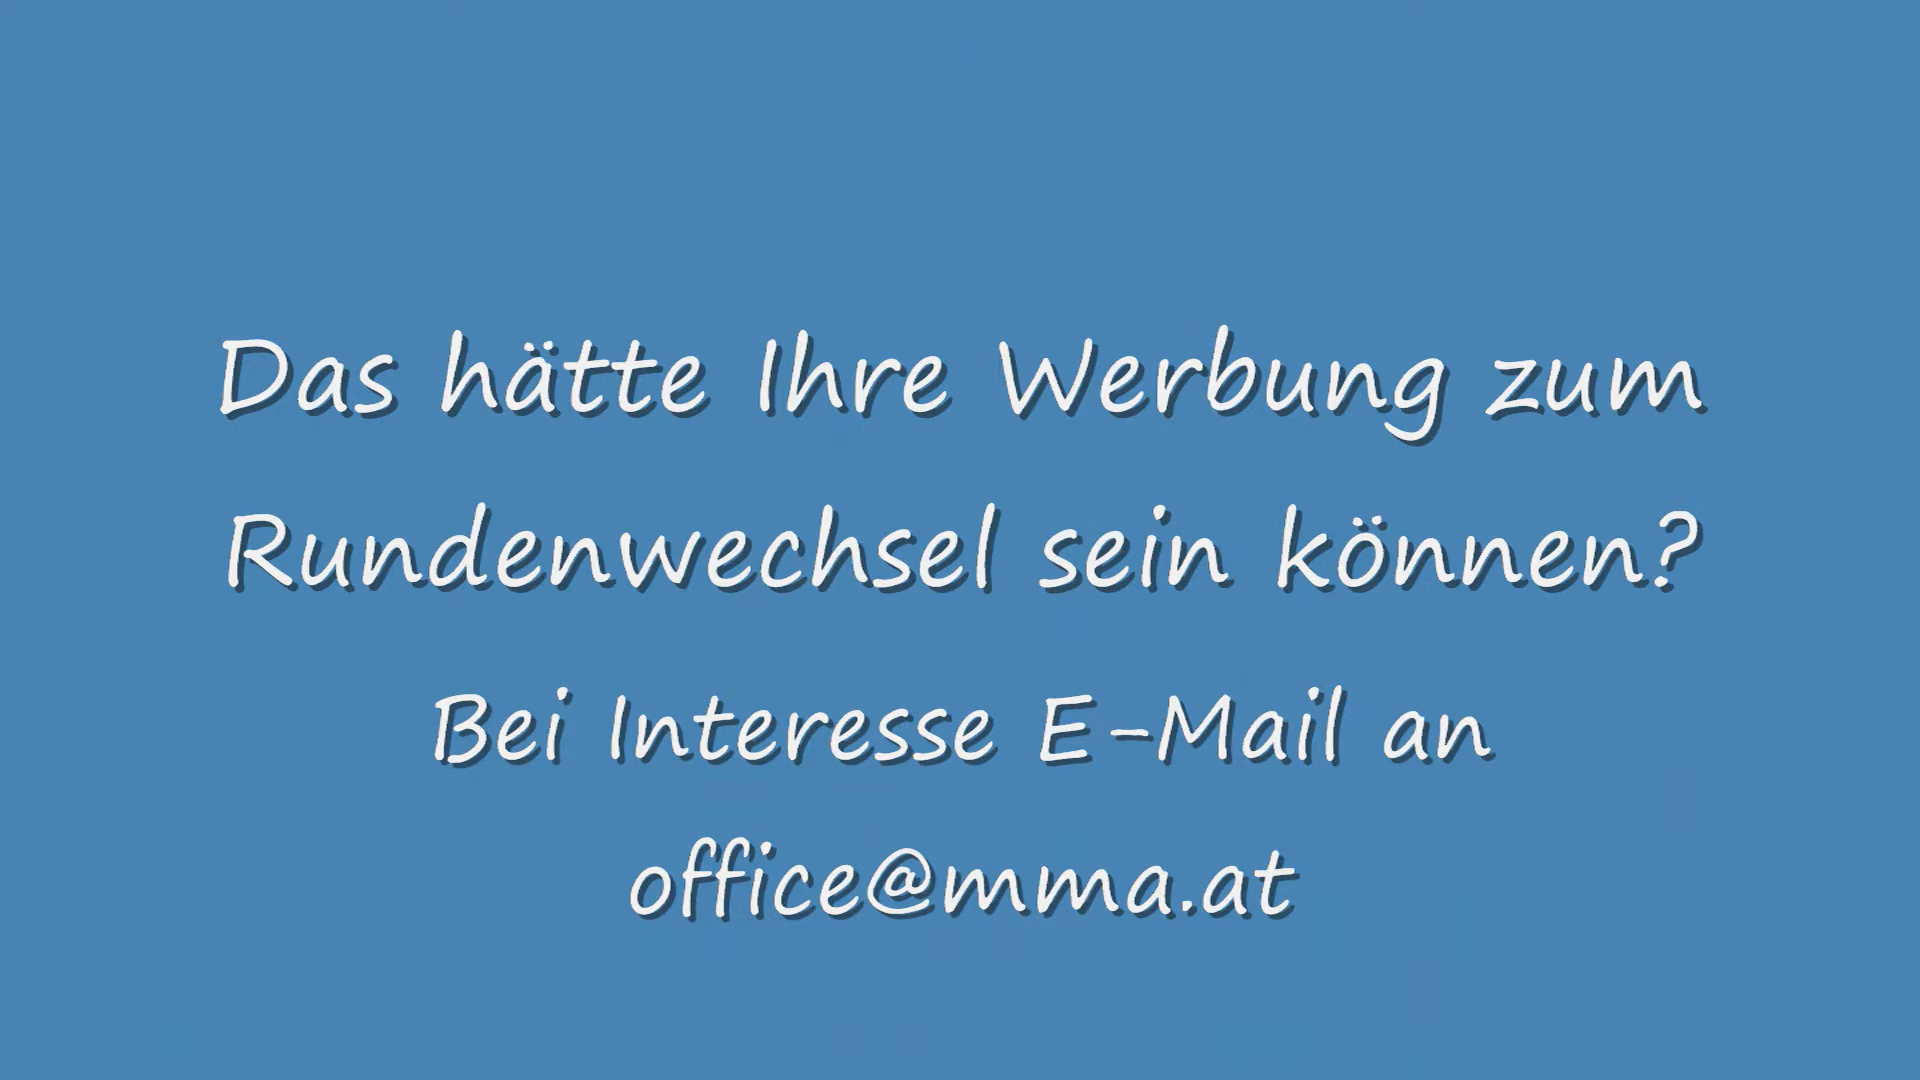 Das hätte Ihre Werbung zum
Rundenwechsel sein können?
Bei Interesse E-Mail an
office@mma.at